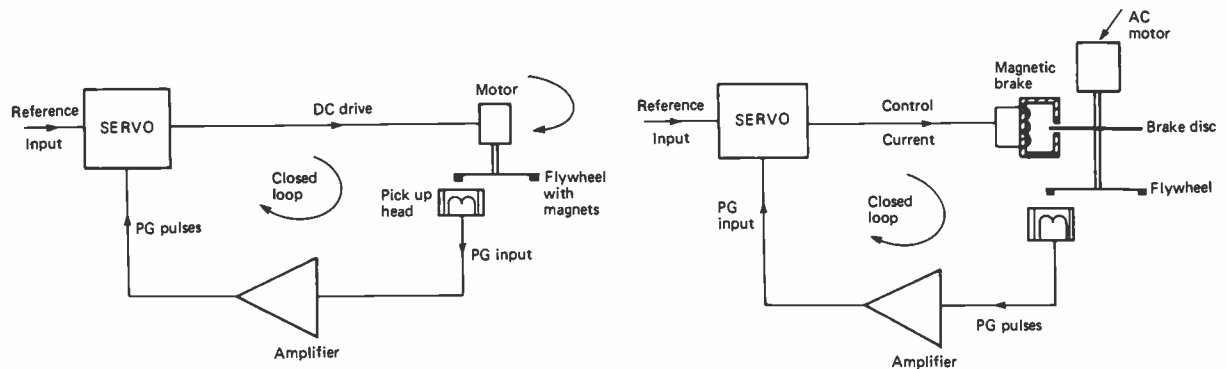 Reference
Input
SERVO
DC drive
Motor
Closed
loop
Pick up
head
Flywheel
with
magnets
PG pulses
PG input
Amplifier
AC
motor
Magnetic
brake
Reference
Input
SERVO
Control
Current
Brake disc
Flywheel
PG
input
Closed
loop
PG pulses
Amplifier